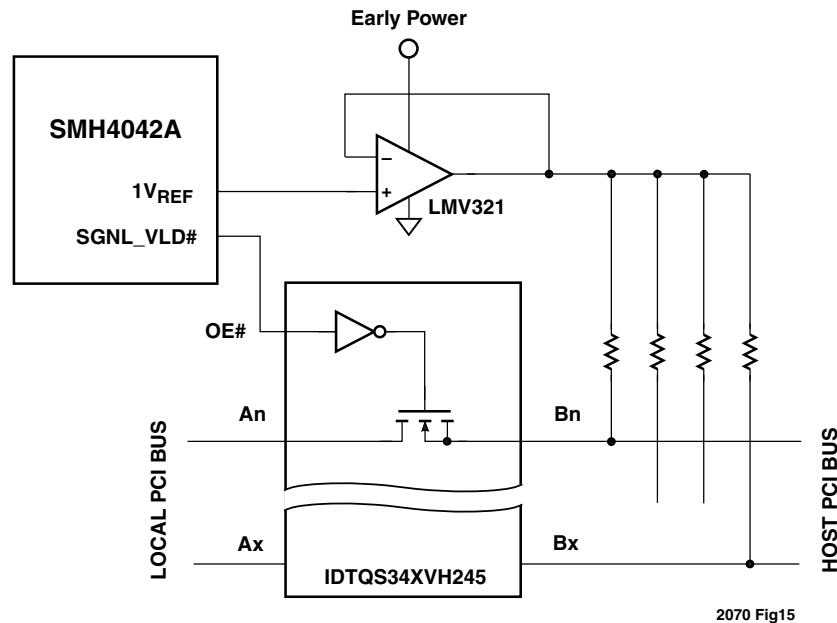 Early Power
SMH4042A
1VREF
SGNL_VLD#
−
+
LMV321
OE#
An
Bn
LOCAL PCI BUS
HOST PCI BUS
Ax
Bx
IDTQS34XVH245
2070 Fig15